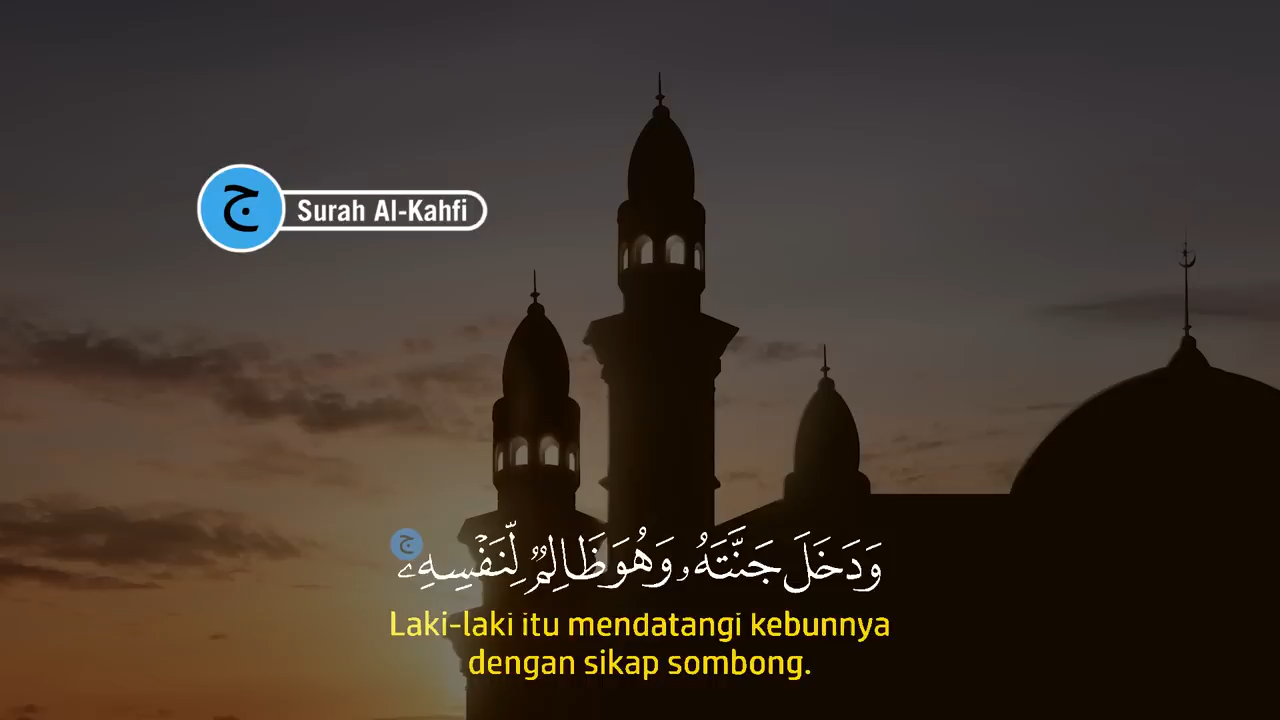 ج
Surah Al-Kahfi
وَدَخَلَ جَنَّتَهُۥ وَهُوَ ظَالِمٌۭ لِّنَفْسِهِۦ ۚ
Laki-laki itu mendatangi kebunnya
dengan sikap sombong.